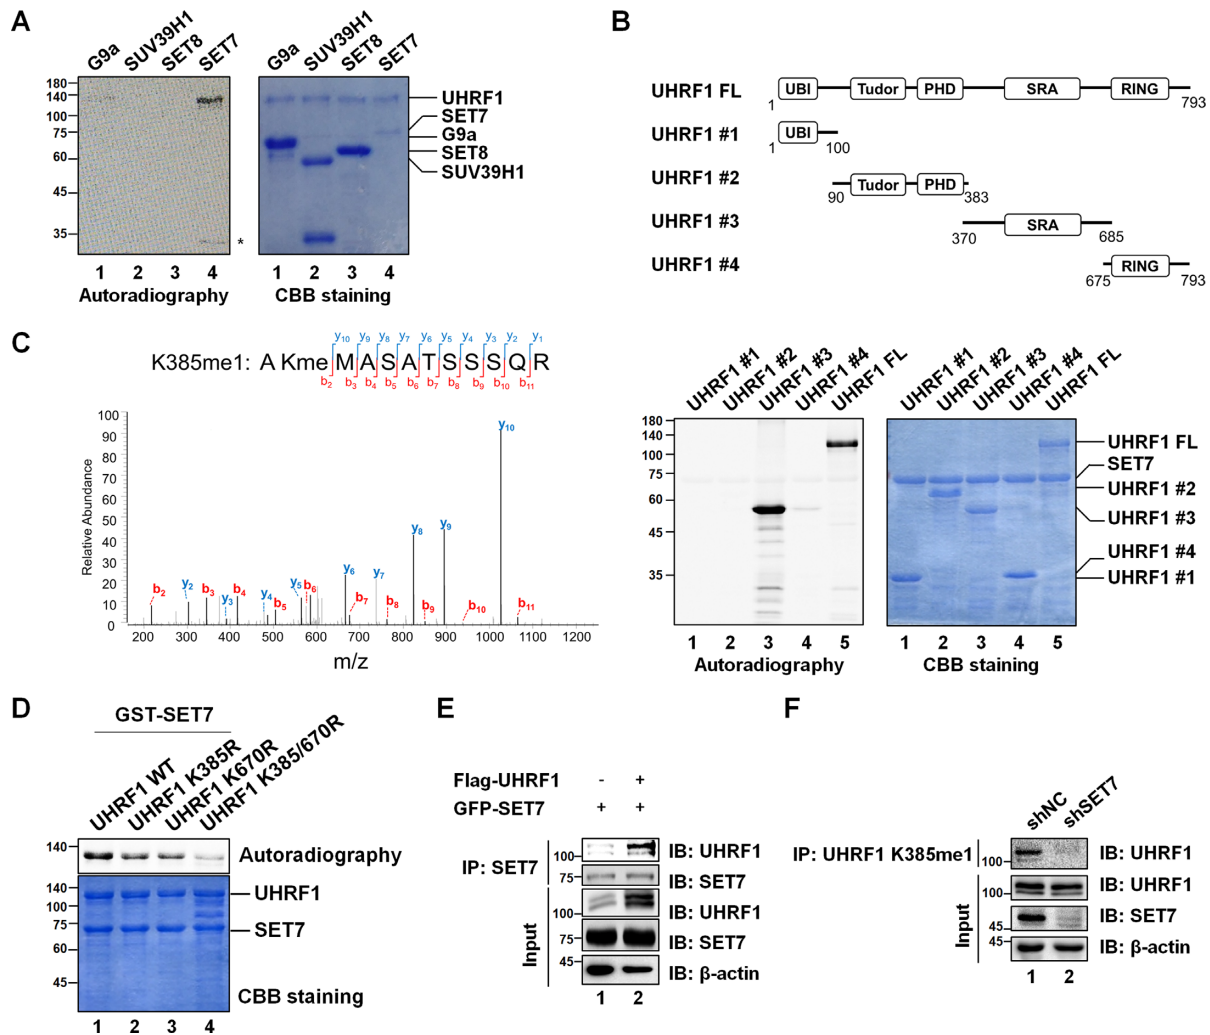 A
G9a
SUV39H1
SET8
SET7
G9a
SUV39H1
SET8
SET7
180
140
100
75
60
45
35
*
UHRF1
SET7
G9a
SET8
SUV39H1
1 2 3 4
Autoradiography
1 2 3 4
CBB staining
B
UHRF1 FL
UBI Tudor PHD SRA RING
1 793
UHRF1 #1
UBI
1 100
UHRF1 #2
Tudor PHD
90 383
UHRF1 #3
SRA
370 685
UHRF1 #4
RING
675 793
UHRF1 #1
UHRF1 #2
UHRF1 #3
UHRF1 #4
UHRF1 FL
UHRF1 #1
UHRF1 #2
UHRF1 #3
UHRF1 #4
UHRF1 FL
180
140
100
75
60
45
35
UHRF1 FL
SET7
UHRF1 #2
UHRF1 #3
UHRF1 #4
UHRF1 #1
1 2 3 4 5
Autoradiography
1 2 3 4 5
CBB staining
C
y10 y9 y8 y7 y6 y5 y4 y3 y2 y1
K385me1: A Kme M A S A T S S S Q R
b2 b3 b4 b5 b6 b7 b8 b9 b10 b11
Relative Abundance
100
90
80
70
60
50
40
30
20
10
0
b2 y2 b3 y3 b4 y4 b5 y5 b6 y6 b7 y7 b8 y8 b9 y9 b10 y10 b11
200 300 400 500 600 700 800 900 1000 1100 1200
m/z
D
GST-SET7
UHRF1 WT
UHRF1 K385R
UHRF1 K670R
UHRF1 K385/670R
140
Autoradiography
140
100
75
60
45
UHRF1
SET7
CBB staining
1 2 3 4
E
Flag-UHRF1 - +
GFP-SET7 + +
IP: SET7
100
IB: UHRF1
75
IB: SET7
Input
100
IB: UHRF1
75
IB: SET7
45
IB: β-actin
1 2
F
shNC
shSET7
IP: UHRF1 K385me1
100
IB: UHRF1
Input
100
IB: UHRF1
45
IB: SET7
45
IB: β-actin
1 2